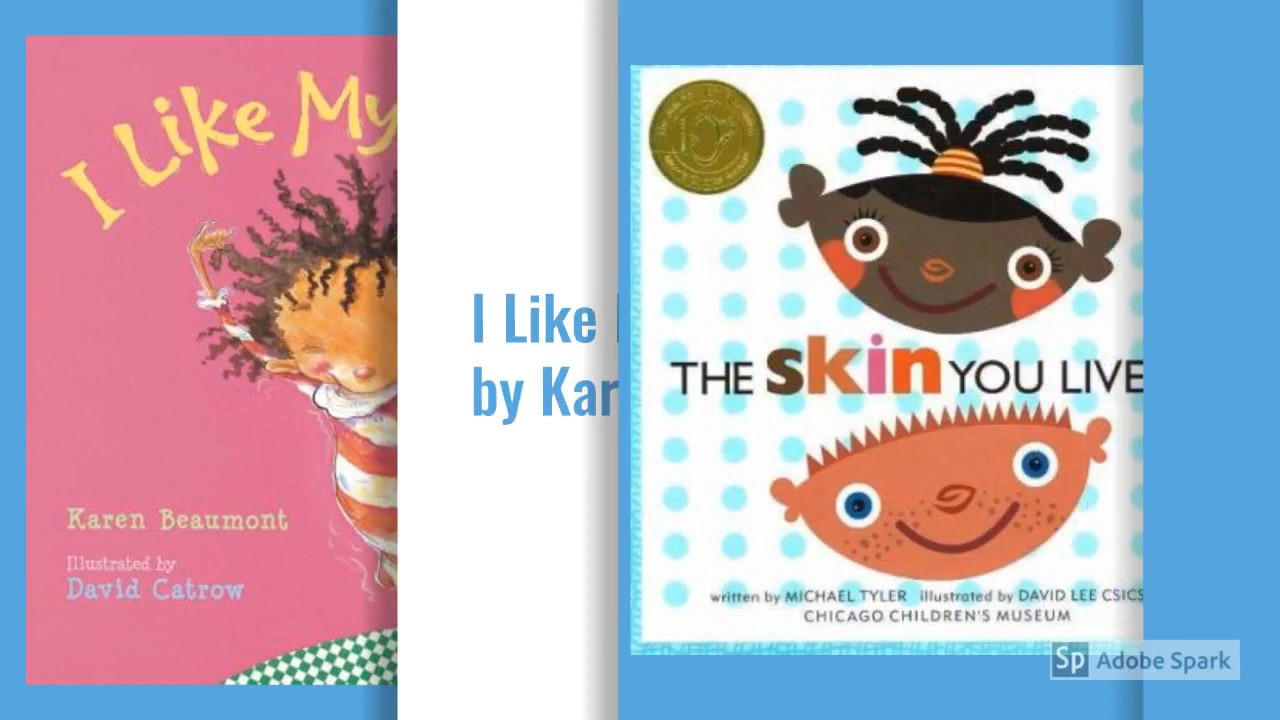 I Like My
Karen Beaumont
Illustrated by
David Catrow
I Like
by Kar
THE skin YOU LIVE
written by MICHAEL TYLER illustrated by DAVID LEE CSICS
CHICAGO CHILDREN'S MUSEUM
Sp Adobe Spark